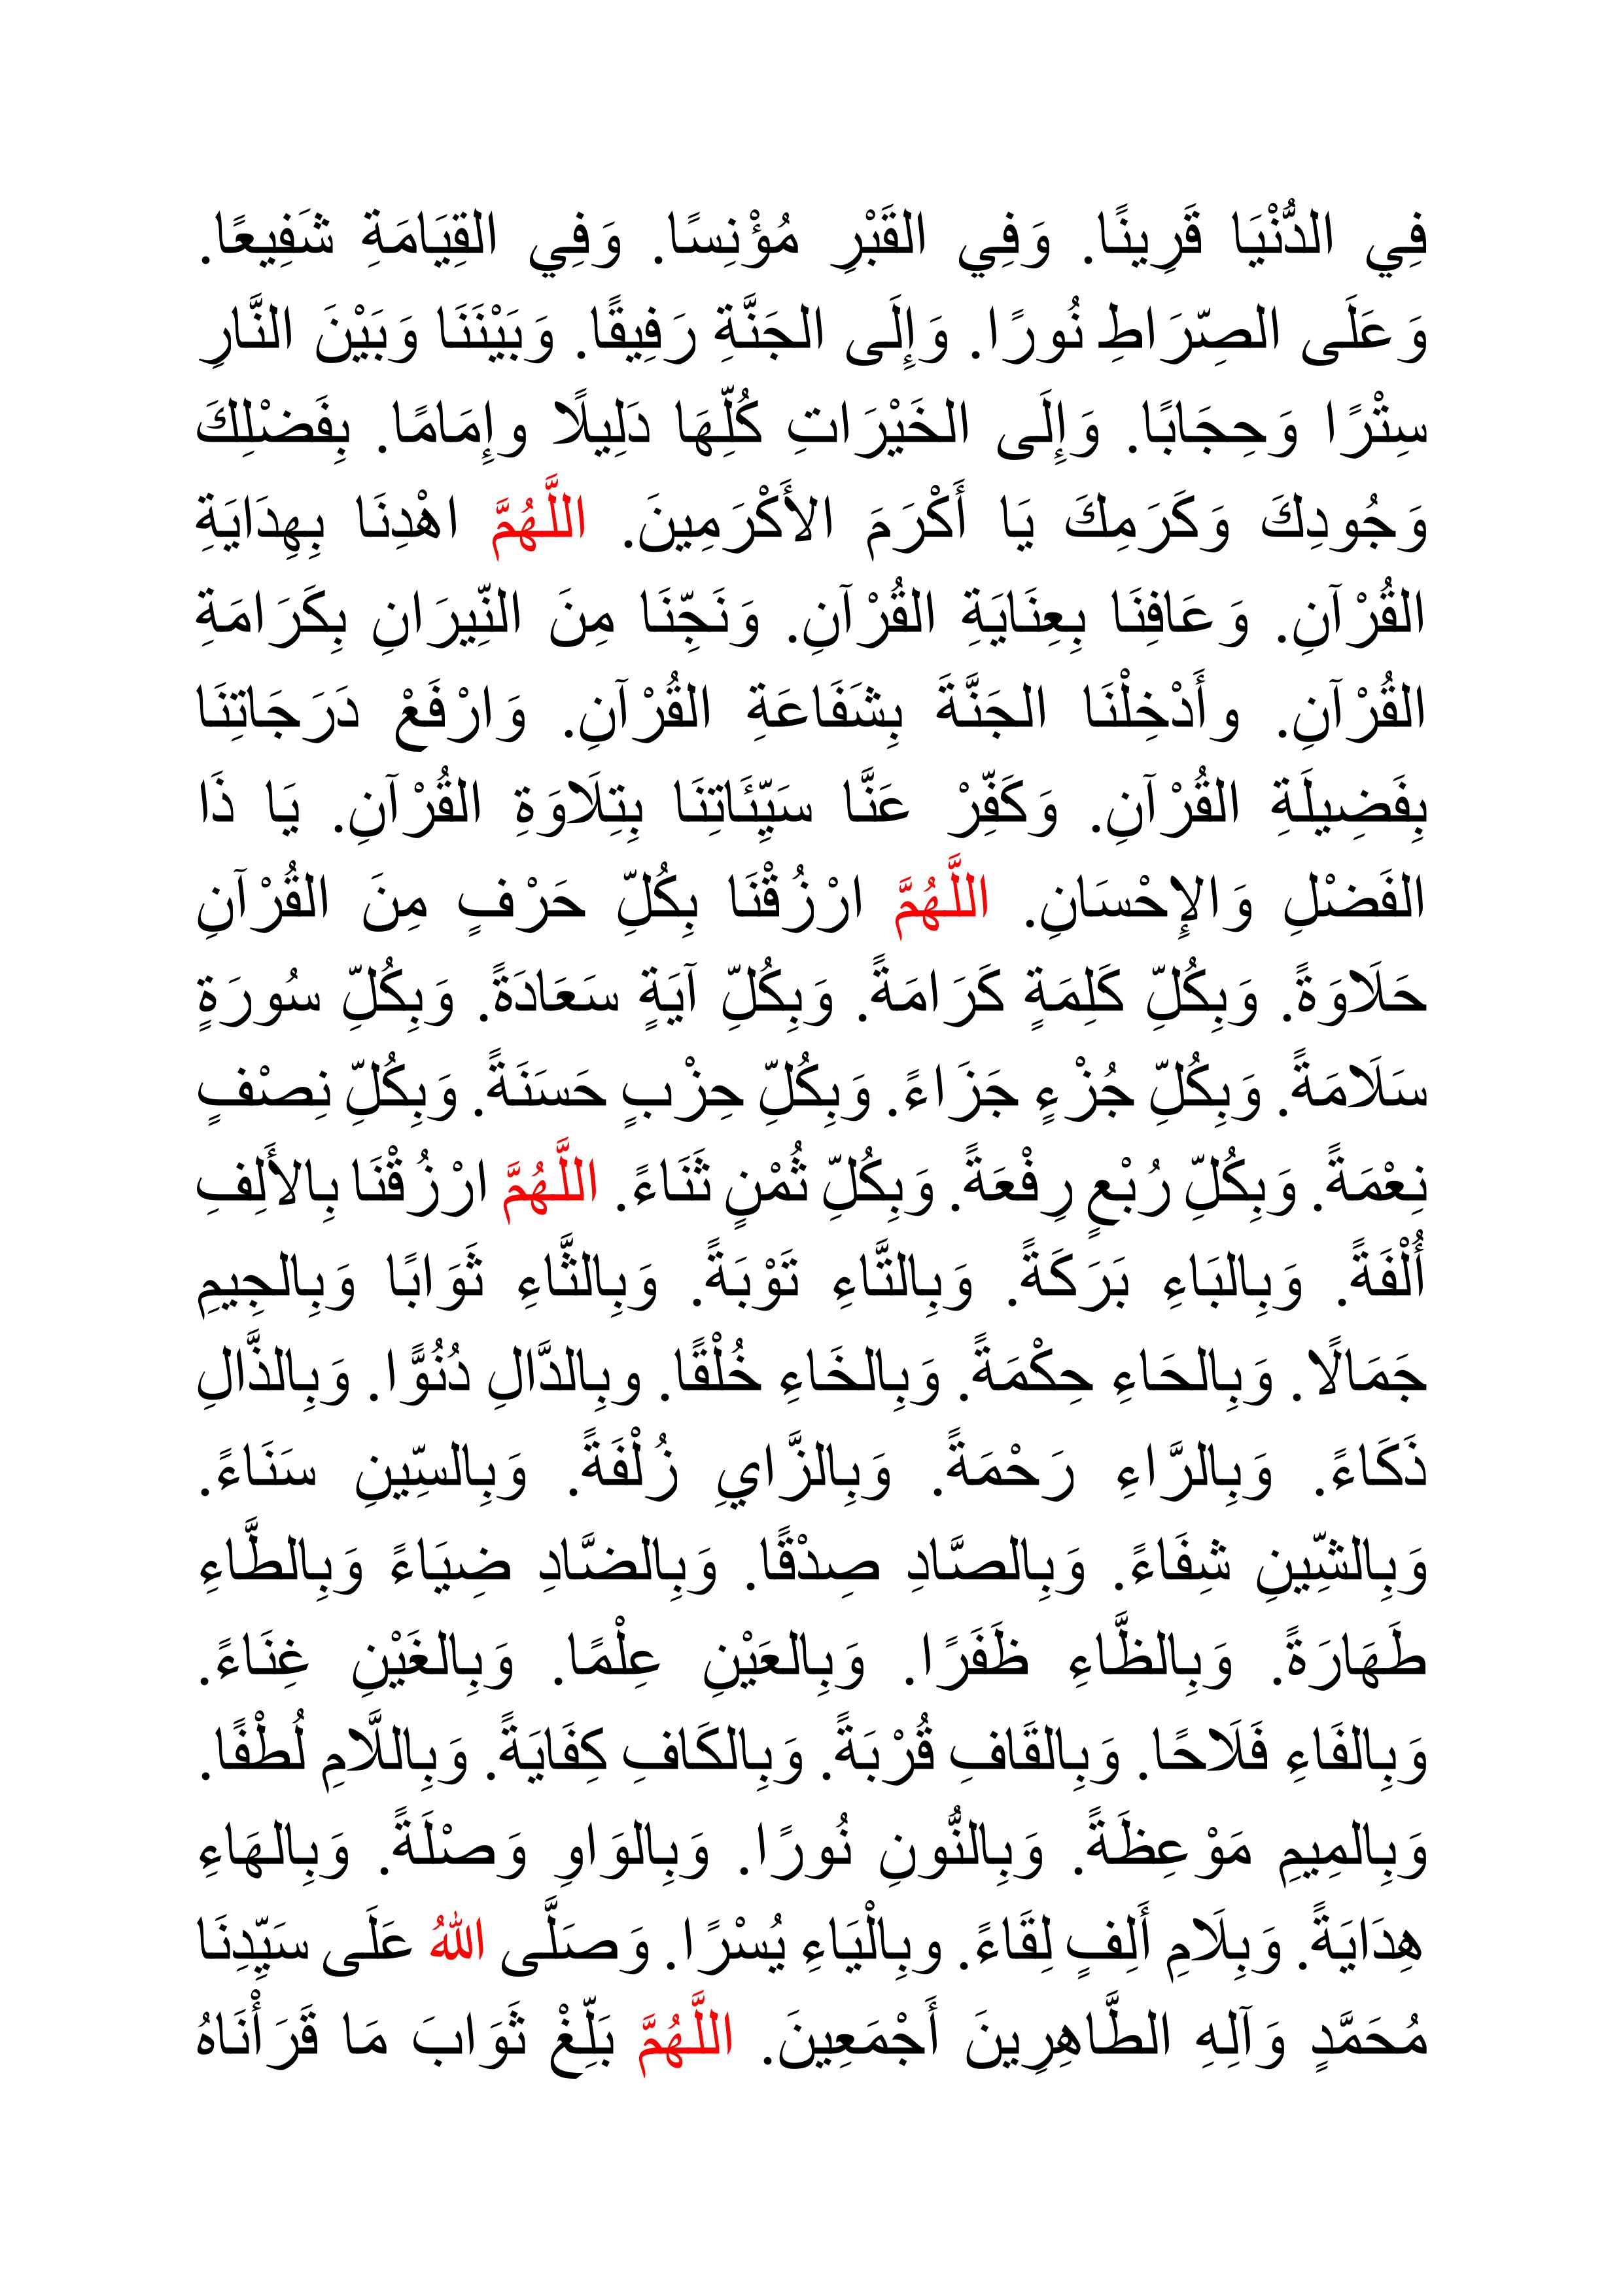 فِي الدُّنْيَا قَرِينًا. وَفِي القَبْرِ مُؤْنِسًا. وَفِي القِيَامَةِ شَفِيعًا.
وَعَلَى الصِّرَاطِ نُورًا. وَإِلَى الجَنَّةِ رَفِيقًا. وَبَيْنَنَا وَبَيْنَ النَّارِ
سِتْرًا وَحِجَابًا. وَإِلَى الخَيْرَاتِ كُلِّهَا دَلِيلًا وإِمَامًا. بِفَضْلِكَ
وَجُودِكَ وَكَرَمِكَ يَا أَكْرَمَ الأَكْرَمِينَ. اللَّهُمَّ اهْدِنَا بِهِدَايَةِ
القُرْآنِ. وَعَافِنَا بِعِنَايَةِ القُرْآنِ. وَنَجِّنَا مِنَ النِّيرَانِ بِكَرَامَةِ
القُرْآنِ. وأَدْخِلْنَا الجَنَّةَ بِشَفَاعَةِ القُرْآنِ. وَارْفَعْ دَرَجَاتِنَا
بِفَضِيلَةِ القُرْآنِ. وَكَفِّرْ عَنَّا سَيِّئَاتِنَا بِتِلَاوَةِ القُرْآنِ. يَا ذَا
الفَضْلِ وَالإِحْسَانِ. اللَّهُمَّ ارْزُقْنَا بِكُلِّ حَرْفٍ مِنَ القُرْآنِ
حَلَاوَةً. وَبِكُلِّ كَلِمَةٍ كَرَامَةً. وَبِكُلِّ آيَةٍ سَعَادَةً. وَبِكُلِّ سُورَةٍ
سَلَامَةً. وَبِكُلِّ جُزْءٍ جَزَاءً. وَبِكُلِّ حِزْبٍ حَسَنَةً. وَبِكُلِّ نِصْفٍ
نِعْمَةً. وَبِكُلِّ رُبْعٍ رِفْعَةً. وَبِكُلِّ ثُمْنٍ ثَنَاءً. اللَّهُمَّ ارْزُقْنَا بِالأَلِفِ
أُلْفَةً. وَبِالبَاءِ بَرَكَةً. وَبِالتَّاءِ تَوْبَةً. وَبِالثَّاءِ ثَوَابًا وَبِالجِيمِ
جَمَالًا. وَبِالحَاءِ حِكْمَةً. وَبِالخَاءِ خُلْقًا. وبِالدَّالِ دُنُوًّا. وَبِالذَّالِ
ذَكَاءً. وَبِالرَّاءِ رَحْمَةً. وَبِالزَّايِ زُلْفَةً. وَبِالسِّينِ سَنَاءً.
وَبِالشِّينِ شِفَاءً. وَبِالصَّادِ صِدْقًا. وَبِالضَّادِ ضِيَاءً وَبِالطَّاءِ
طَهَارَةً. وَبِالظَّاءِ ظَفَرًا. وَبِالعَيْنِ عِلْمًا. وَبِالغَيْنِ غِنَاءً.
وَبِالفَاءِ فَلَاحًا. وَبِالقَافِ قُرْبَةً. وَبِالكَافِ كِفَايَةً. وَبِاللَّامِ لُطْفًا.
وَبِالمِيمِ مَوْعِظَةً. وَبِالنُّونِ نُورًا. وَبِالوَاوِ وَصْلَةً. وَبِالهَاءِ
هِدَايَةً. وَبِلَامِ أَلِفٍ لِقَاءً. وبِالْيَاءِ يُسْرًا. وَصَلَّى اللهُ عَلَى سَيِّدِنَا
مُحَمَّدٍ وَآلِهِ الطَّاهِرِينَ أَجْمَعِينَ. اللَّهُمَّ بَلِّغْ ثَوَابَ مَا قَرَأْنَاهُ